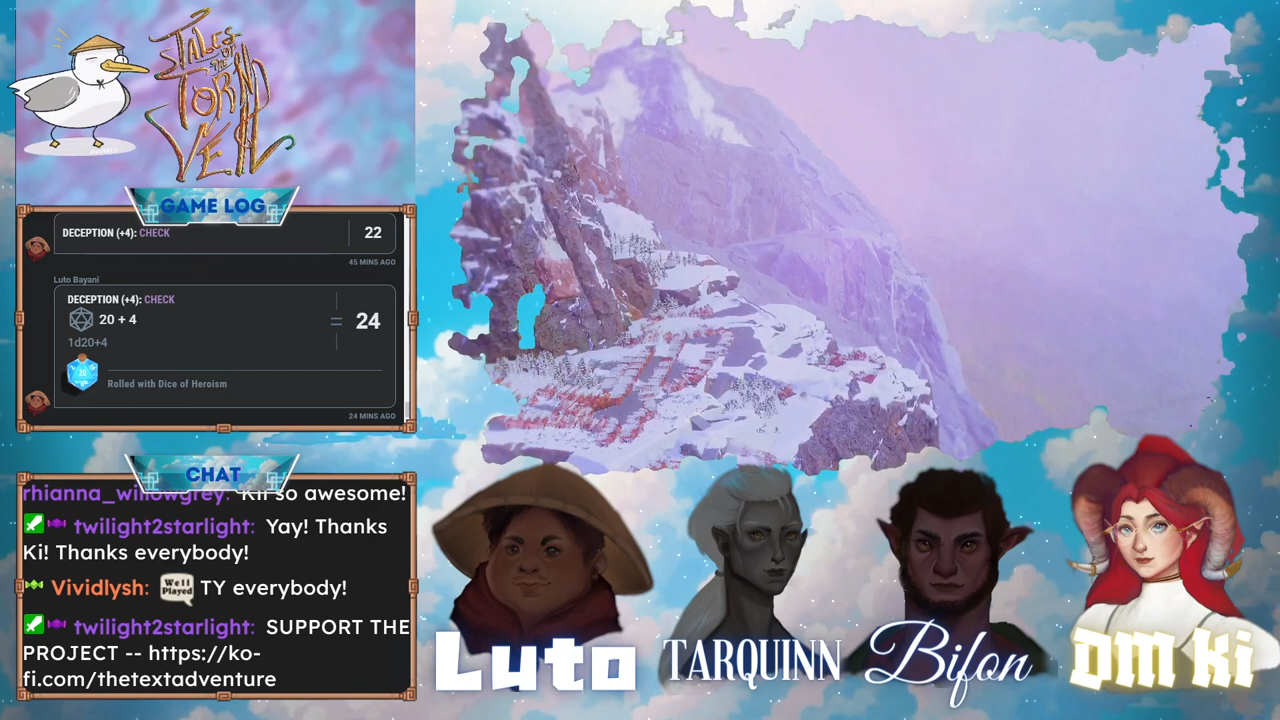 TALES
OF
THE
TORN
VEIL
GAME LOG
DECEPTION (+4): CHECK
22
45 MINS AGO
Luto Bayani
DECEPTION (+4): CHECK
20 + 4
= 24
1d20+4
20
Rolled with Dice of Heroism
24 MINS AGO
CHAT
rhianna_willowgrey: Ki! so awesome!
twilight2starlight: Yay! Thanks
Ki! Thanks everybody!
Vividlysh: Well Played TY everybody!
twilight2starlight: SUPPORT THE
PROJECT -- https://ko-
fi.com/thetextadventure
Luto
TARQUINN
Bifon
DM Ki